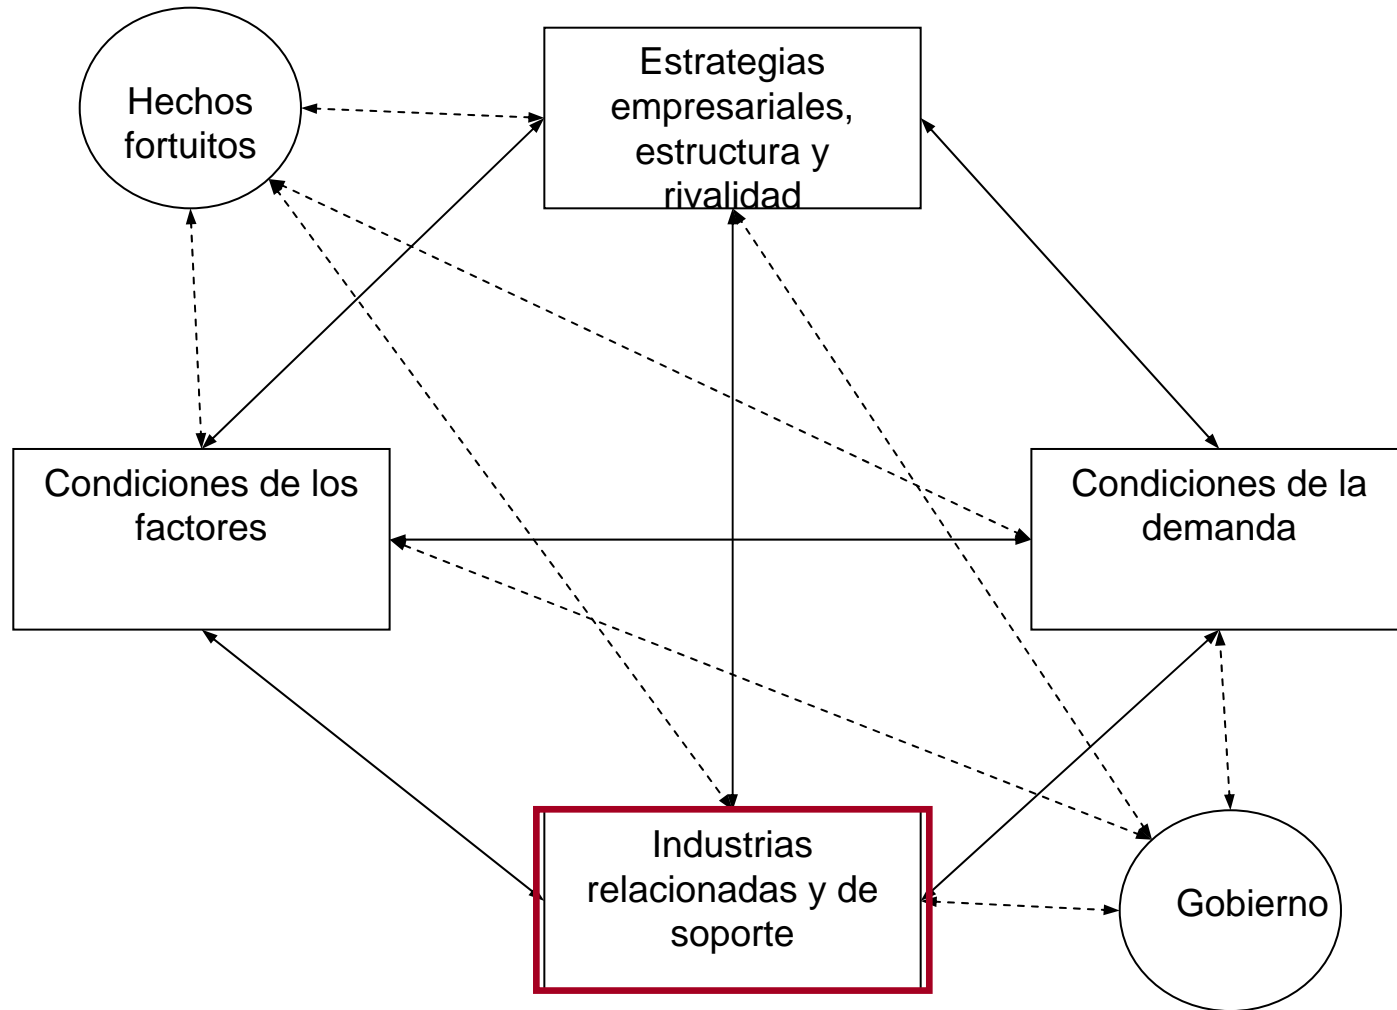 Hechos
fortuitos
Estrategias
empresariales,
estructura y
rivalidad
Condiciones de los
factores
Condiciones de la
demanda
Industrias
relacionadas y de
soporte
Gobierno